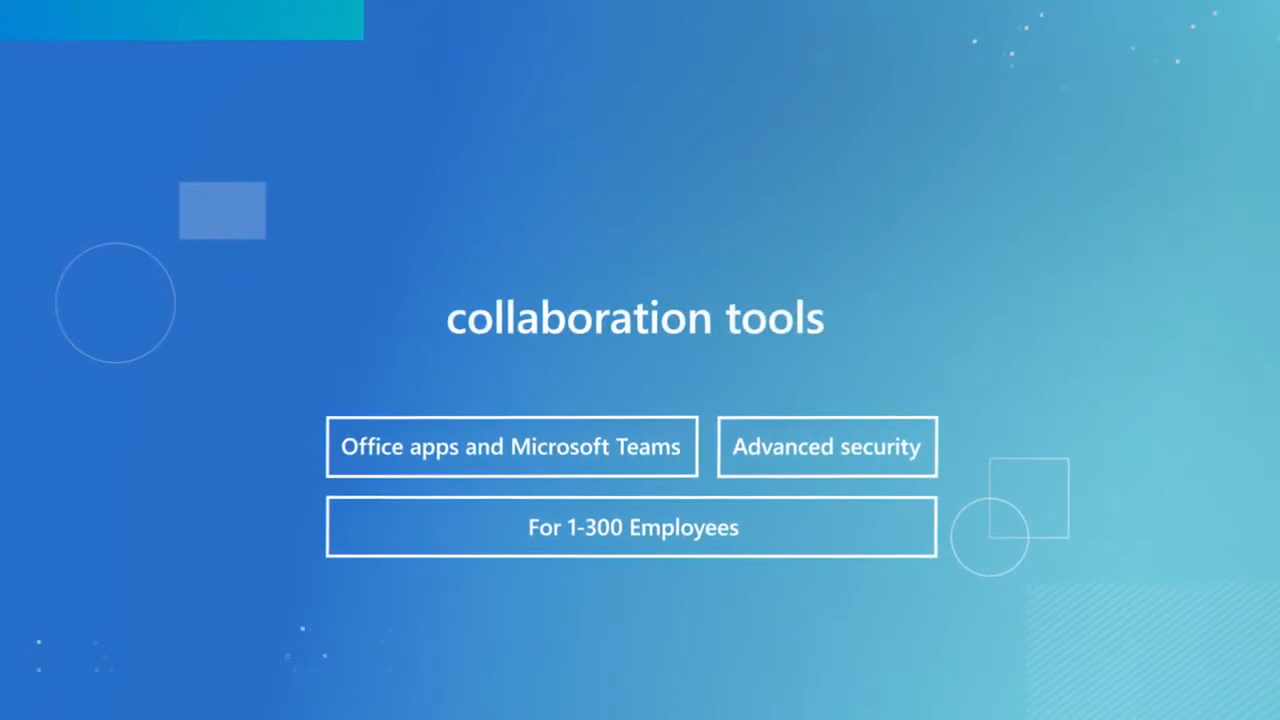 collaboration tools
Office apps and Microsoft Teams
Advanced security
For 1-300 Employees